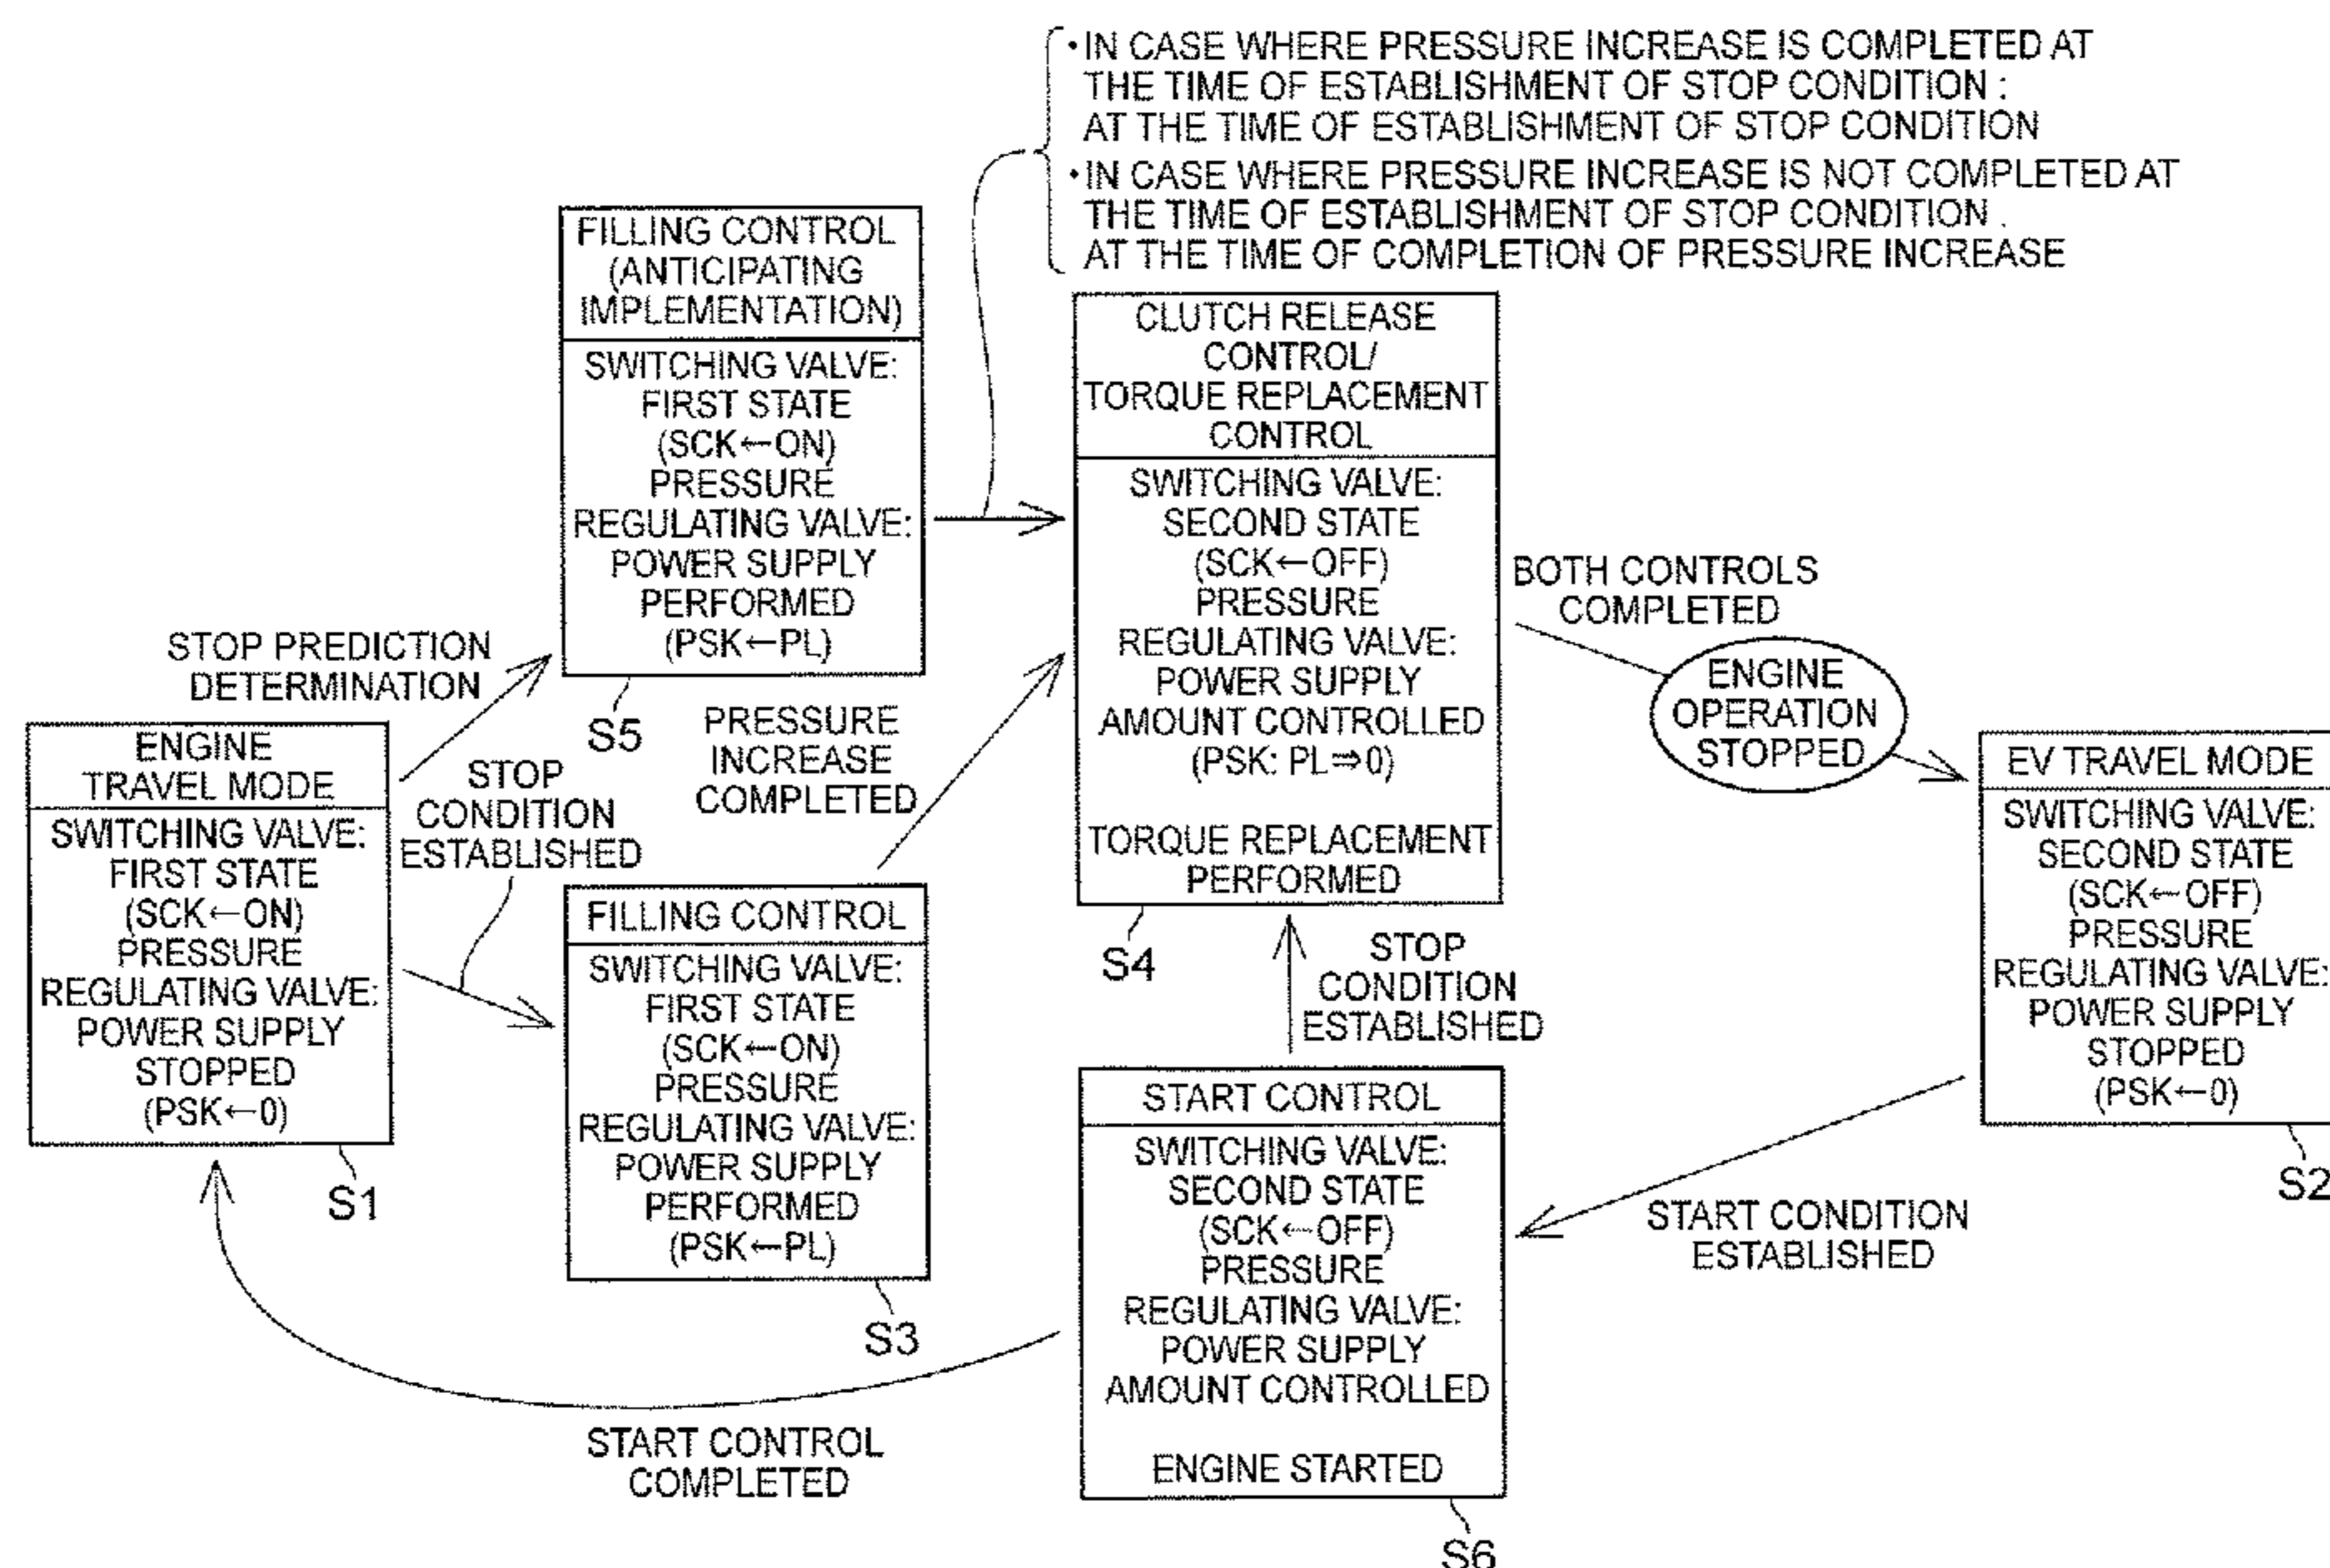 • IN CASE WHERE PRESSURE INCREASE IS COMPLETED AT
THE TIME OF ESTABLISHMENT OF STOP CONDITION :
AT THE TIME OF ESTABLISHMENT OF STOP CONDITION
• IN CASE WHERE PRESSURE INCREASE IS NOT COMPLETED AT
THE TIME OF ESTABLISHMENT OF STOP CONDITION .
AT THE TIME OF COMPLETION OF PRESSURE INCREASE
FILLING CONTROL
(ANTICIPATING
IMPLEMENTATION)
SWITCHING VALVE:
FIRST STATE
(SCK←ON)
PRESSURE
REGULATING VALVE:
POWER SUPPLY
PERFORMED
(PSK←PL)
S5
CLUTCH RELEASE
CONTROL/
TORQUE REPLACEMENT
CONTROL
SWITCHING VALVE:
SECOND STATE
(SCK←OFF)
PRESSURE
REGULATING VALVE:
POWER SUPPLY
AMOUNT CONTROLLED
(PSK: PL⇒0)
TORQUE REPLACEMENT
PERFORMED
S4
BOTH CONTROLS
COMPLETED
ENGINE
OPERATION
STOPPED
STOP PREDICTION
DETERMINATION
PRESSURE
INCREASE
COMPLETED
STOP
CONDITION
ESTABLISHED
ENGINE
TRAVEL MODE
SWITCHING VALVE:
FIRST STATE
(SCK←ON)
PRESSURE
REGULATING VALVE:
POWER SUPPLY
STOPPED
(PSK←0)
S1
FILLING CONTROL
SWITCHING VALVE:
FIRST STATE
(SCK←ON)
PRESSURE
REGULATING VALVE:
POWER SUPPLY
PERFORMED
(PSK←PL)
S3
EV TRAVEL MODE
SWITCHING VALVE:
SECOND STATE
(SCK←OFF)
PRESSURE
REGULATING VALVE:
POWER SUPPLY
STOPPED
(PSK←0)
S2
STOP
CONDITION
ESTABLISHED
START CONDITION
ESTABLISHED
START CONTROL
SWITCHING VALVE:
SECOND STATE
(SCK←OFF)
PRESSURE
REGULATING VALVE:
POWER SUPPLY
AMOUNT CONTROLLED
ENGINE STARTED
S6
START CONTROL
COMPLETED